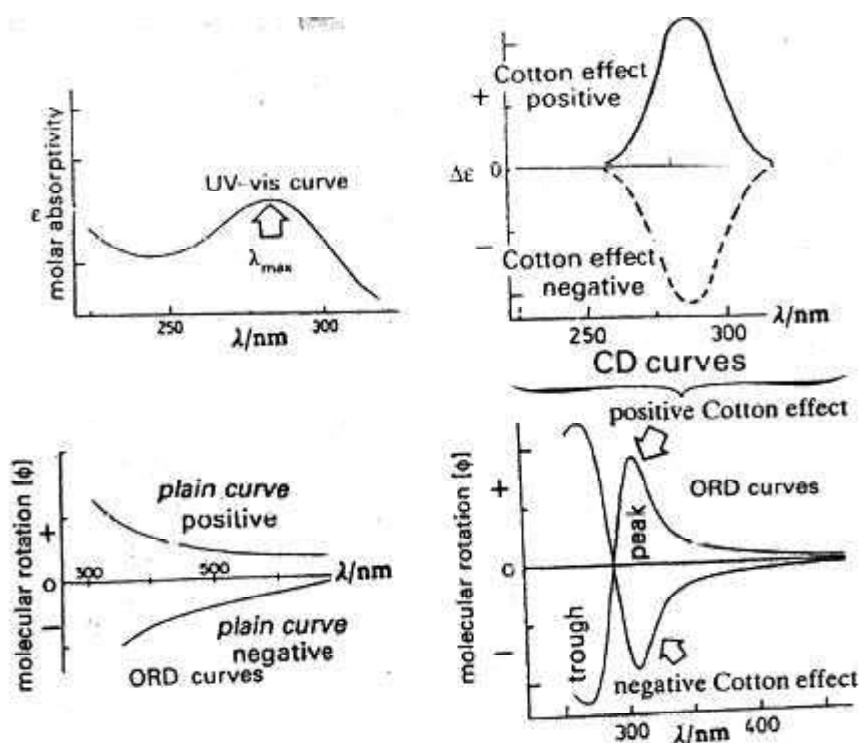 molar absorptivity
ε
UV-vis curve
λmax
250
300
λ/nm
Cotton effect
positive
+
Δε
0
−
Cotton effect
negative
250
300
λ/nm
CD curves
molecular rotation [ϕ]
+
plain curve
positive
300
500
λ/nm
0
−
plain curve
negative
ORD curves
positive Cotton effect
molecular rotation [ϕ]
+
ORD curves
peak
0
trough
−
negative Cotton effect
300
400
λ/nm